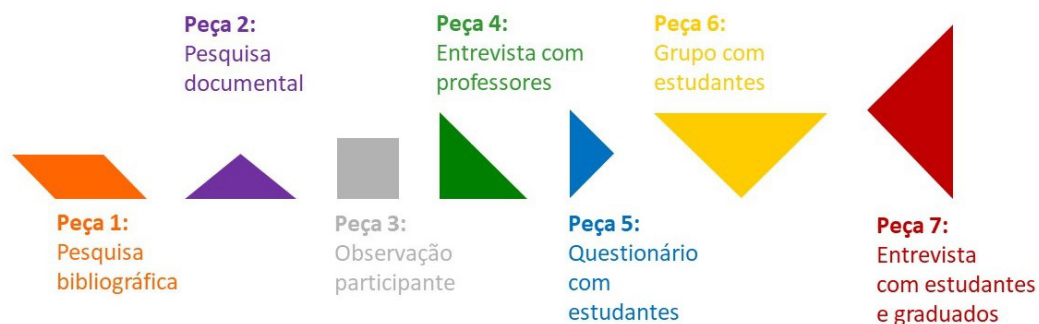 Peça 1:
Pesquisa
bibliográfica
Peça 2:
Pesquisa
documental
Peça 3:
Observação
participante
Peça 4:
Entrevista com
professores
Peça 5:
Questionário
com
estudantes
Peça 6:
Grupo com
estudantes
Peça 7:
Entrevista
com estudantes
e graduados